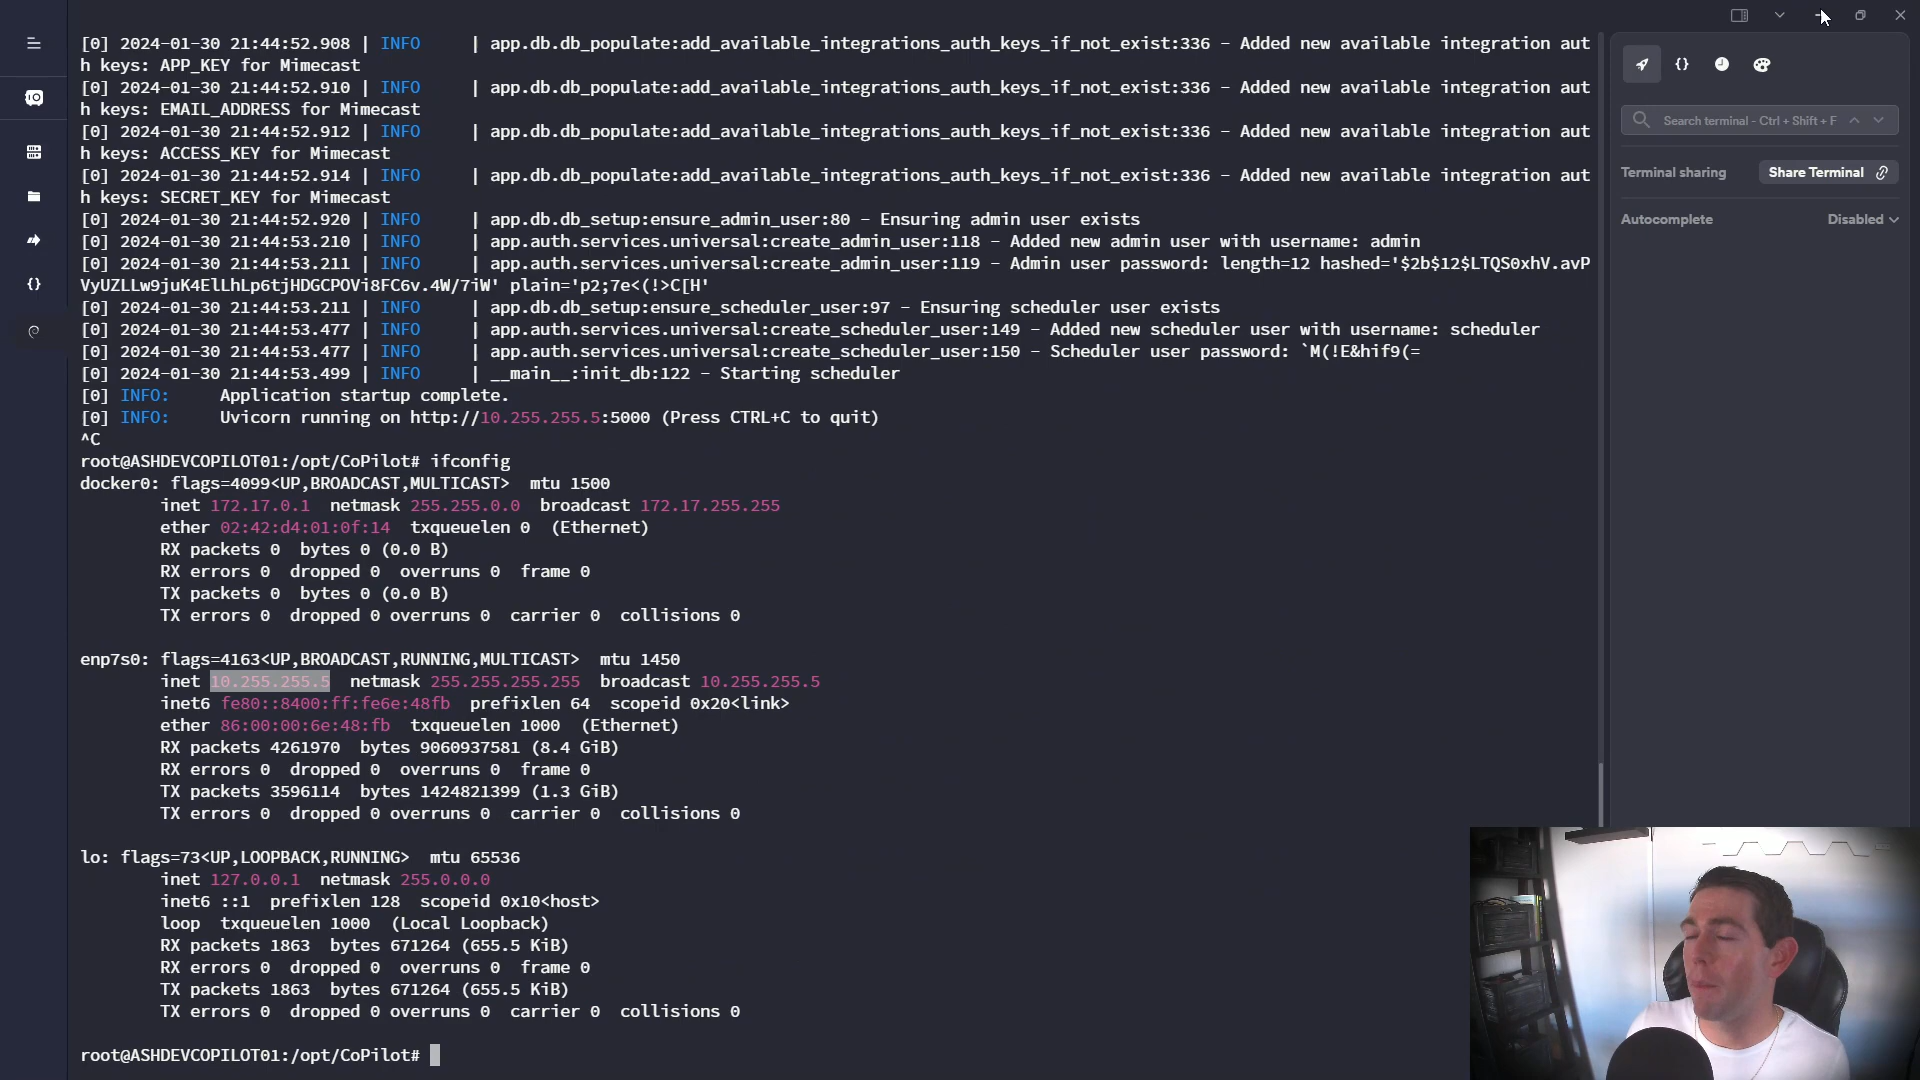 [0] 2024-01-30 21:44:52.908 | INFO     | app.db.db_populate:add_available_integrations_auth_keys_if_not_exist:336 - Added new available integration aut
h keys: APP_KEY for Mimecast
[0] 2024-01-30 21:44:52.910 | INFO     | app.db.db_populate:add_available_integrations_auth_keys_if_not_exist:336 - Added new available integration aut
h keys: EMAIL_ADDRESS for Mimecast
[0] 2024-01-30 21:44:52.912 | INFO     | app.db.db_populate:add_available_integrations_auth_keys_if_not_exist:336 - Added new available integration aut
h keys: ACCESS_KEY for Mimecast
[0] 2024-01-30 21:44:52.914 | INFO     | app.db.db_populate:add_available_integrations_auth_keys_if_not_exist:336 - Added new available integration aut
h keys: SECRET_KEY for Mimecast
[0] 2024-01-30 21:44:52.920 | INFO     | app.db.db_setup:ensure_admin_user:80 - Ensuring admin user exists
[0] 2024-01-30 21:44:53.210 | INFO     | app.auth.services.universal:create_admin_user:118 - Added new admin user with username: admin
[0] 2024-01-30 21:44:53.211 | INFO     | app.auth.services.universal:create_admin_user:119 - Admin user password: length=12 hashed='$2b$12$LTQS0xhV.avP
VyUZLLw9juK4ElLhLp6tjHDGCPOVi8FC6v.4W/7iW' plain='p2;7e<(!>C[H'
[0] 2024-01-30 21:44:53.211 | INFO     | app.db.db_setup:ensure_scheduler_user:97 - Ensuring scheduler user exists
[0] 2024-01-30 21:44:53.477 | INFO     | app.auth.services.universal:create_scheduler_user:149 - Added new scheduler user with username: scheduler
[0] 2024-01-30 21:44:53.477 | INFO     | app.auth.services.universal:create_scheduler_user:150 - Scheduler user password: `M(!E&hif9(=
[0] 2024-01-30 21:44:53.499 | INFO     | __main__:init_db:122 - Starting scheduler
[0] INFO:     Application startup complete.
[0] INFO:     Uvicorn running on http://10.255.255.5:5000 (Press CTRL+C to quit)
^C
root@ASHDEVCOPILOT01:/opt/CoPilot# ifconfig
docker0: flags=4099<UP,BROADCAST,MULTICAST>  mtu 1500
inet 172.17.0.1  netmask 255.255.0.0  broadcast 172.17.255.255
ether 02:42:d4:01:0f:14  txqueuelen 0  (Ethernet)
RX packets 0  bytes 0 (0.0 B)
RX errors 0  dropped 0  overruns 0  frame 0
TX packets 0  bytes 0 (0.0 B)
TX errors 0  dropped 0 overruns 0  carrier 0  collisions 0
enp7s0: flags=4163<UP,BROADCAST,RUNNING,MULTICAST>  mtu 1450
inet 10.255.255.5  netmask 255.255.255.255  broadcast 10.255.255.5
inet6 fe80::8400:ff:fe6e:48fb  prefixlen 64  scopeid 0x20<link>
ether 86:00:00:6e:48:fb  txqueuelen 1000  (Ethernet)
RX packets 4261970  bytes 9060937581 (8.4 GiB)
RX errors 0  dropped 0  overruns 0  frame 0
TX packets 3596114  bytes 1424821399 (1.3 GiB)
TX errors 0  dropped 0 overruns 0  carrier 0  collisions 0
lo: flags=73<UP,LOOPBACK,RUNNING>  mtu 65536
inet 127.0.0.1  netmask 255.0.0.0
inet6 ::1  prefixlen 128  scopeid 0x10<host>
loop  txqueuelen 1000  (Local Loopback)
RX packets 1863  bytes 671264 (655.5 KiB)
RX errors 0  dropped 0  overruns 0  frame 0
TX packets 1863  bytes 671264 (655.5 KiB)
TX errors 0  dropped 0 overruns 0  carrier 0  collisions 0
root@ASHDEVCOPILOT01:/opt/CoPilot#
Search terminal - Ctrl + Shift + F
Terminal sharing
Share Terminal
Autocomplete
Disabled